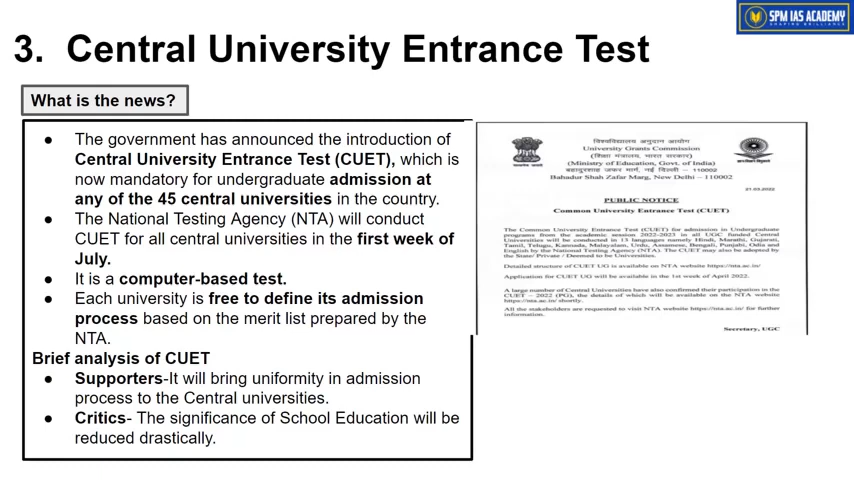 SPM IAS ACADEMY
SHAPING BRILLIANCE
3. Central University Entrance Test
What is the news?
● The government has announced the introduction of
Central University Entrance Test (CUET), which is
now mandatory for undergraduate admission at
any of the 45 central universities in the country.
● The National Testing Agency (NTA) will conduct
CUET for all central universities in the first week of
July.
● It is a computer-based test.
● Each university is free to define its admission
process based on the merit list prepared by the
NTA.
Brief analysis of CUET
● Supporters-It will bring uniformity in admission
process to the Central universities.
● Critics- The significance of School Education will be
reduced drastically.
विश्वविद्यालय अनुदान आयोग
University Grants Commission
(शिक्षा मंत्रालय, भारत सरकार)
(Ministry of Education, Govt. of India)
बहादुरशाह जफर मार्ग, नई दिल्ली – 110002
Bahadur Shah Zafar Marg, New Delhi – 110002
21.03.2022
PUBLIC NOTICE
Common University Entrance Test (CUET)
The Common University Entrance Test (CUET) for admission in Undergraduate
programs from the academic session 2022-2023 in all UGC funded Central
Universities will be conducted in 13 languages namely Hindi, Marathi, Gujarati,
Tamil, Telugu, Kannada, Malayalam, Urdu, Assamese, Bengali, Punjabi, Odia and
English by the National Testing Agency (NTA). The CUET may also be adopted by
the State/ Private / Deemed to be Universities.
Detailed structure of CUET UG is available on NTA website https://nta.ac.in/
Application for CUET UG will be available in the 1st week of April 2022.
A large number of Central Universities have also confirmed their participation in the
CUET – 2022 (PG), the details of which will be available on the NTA website
https://nta.ac.in/ shortly.
All the stakeholders are requested to visit NTA website https://nta.ac.in/ for further
information.
Secretary, UGC